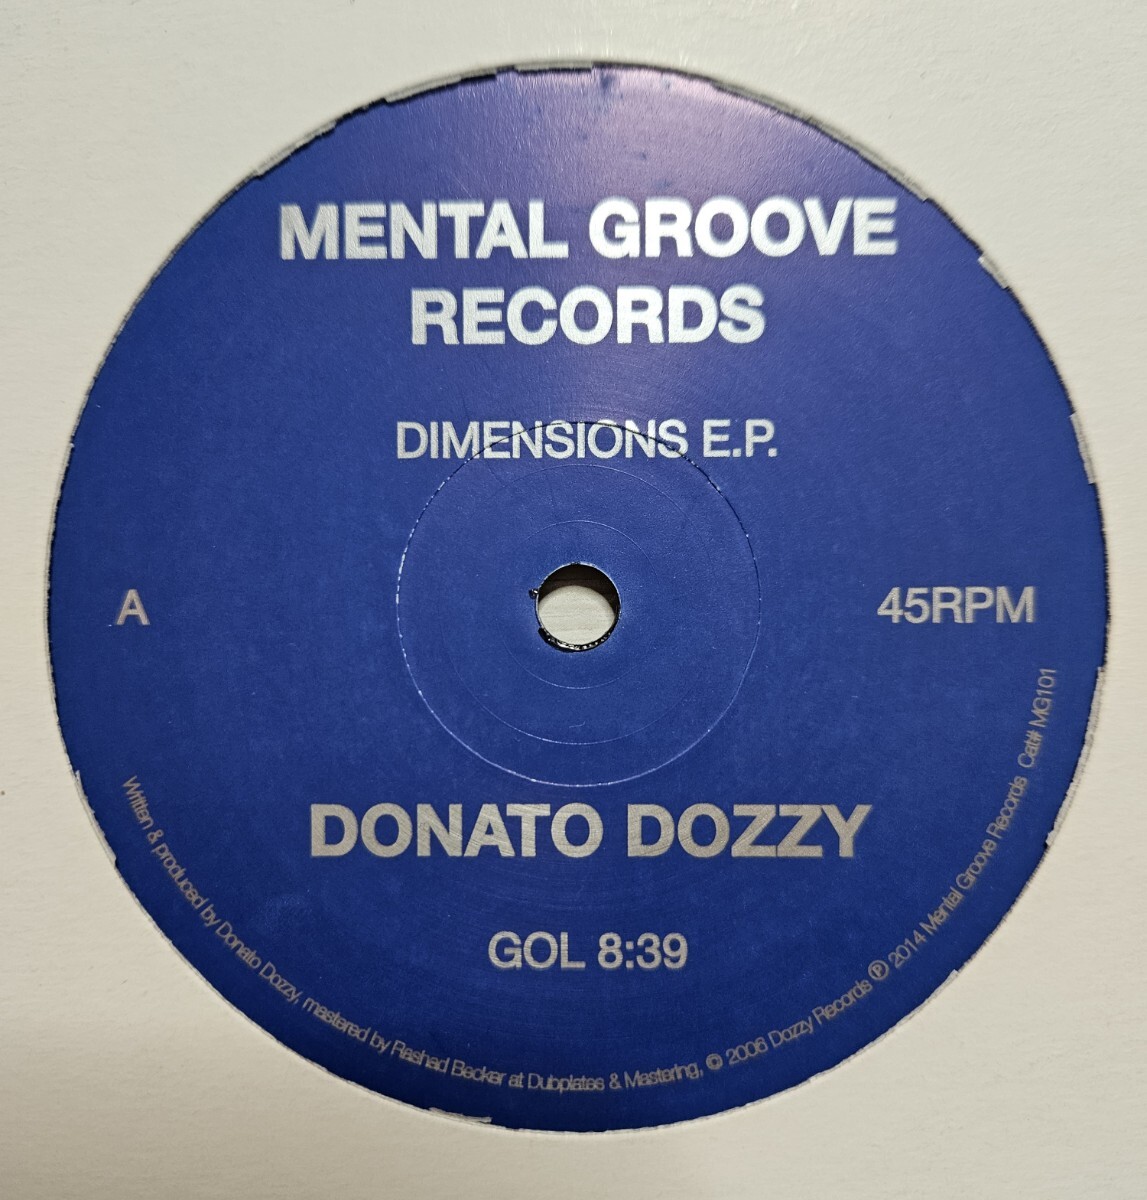 MENTAL GROOVE
RECORDS
DIMENSIONS E.P.
A
45RPM
DONATO DOZZY
GOL 8:39
Written & produced by Donato Dozzy, mastered by Rashad Becker at Dubplates & Mastering, © 2006 Dozzy Records ℗ 2014 Mental Groove Records Cat# MG101